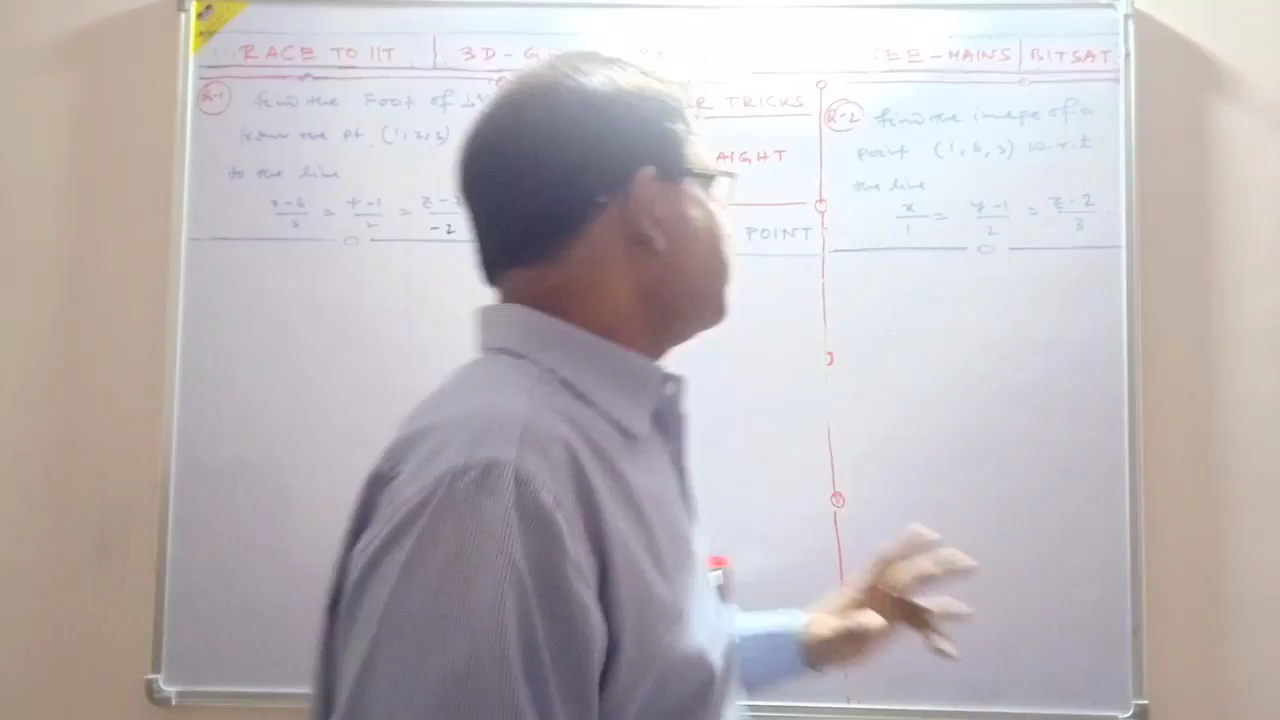 RACE TO IIT | 3D-G
JEE-MAINS | BITSAT
Q-1 Find the Foot of
from the pt (1, 2, 3)
to the line
x-6/3 = y-1/2 = z-/-2
TRICKS
AIGHT
POINT
Q-2 Find the image of a
point (1, 6, 3) w.r.t
the line
x/1 = y-1/2 = z-2/3